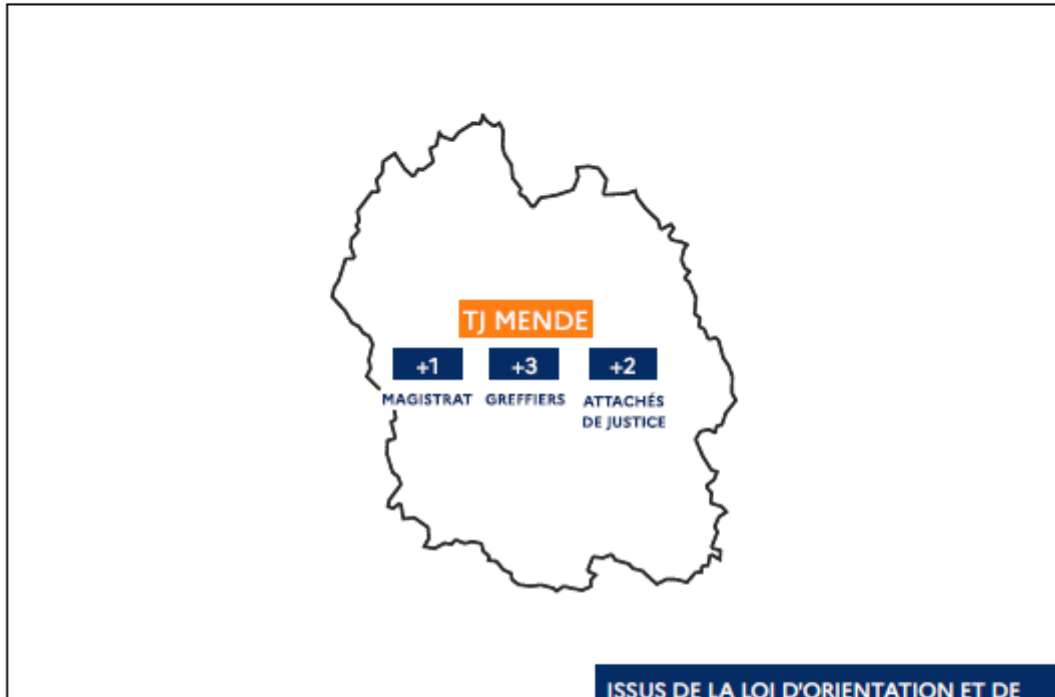 TJ MENDE
+1 +3 +2
MAGISTRAT GREFFIERS ATTACHÉS
DE JUSTICE
ISSUS DE LA LOI D'ORIENTATION ET DE